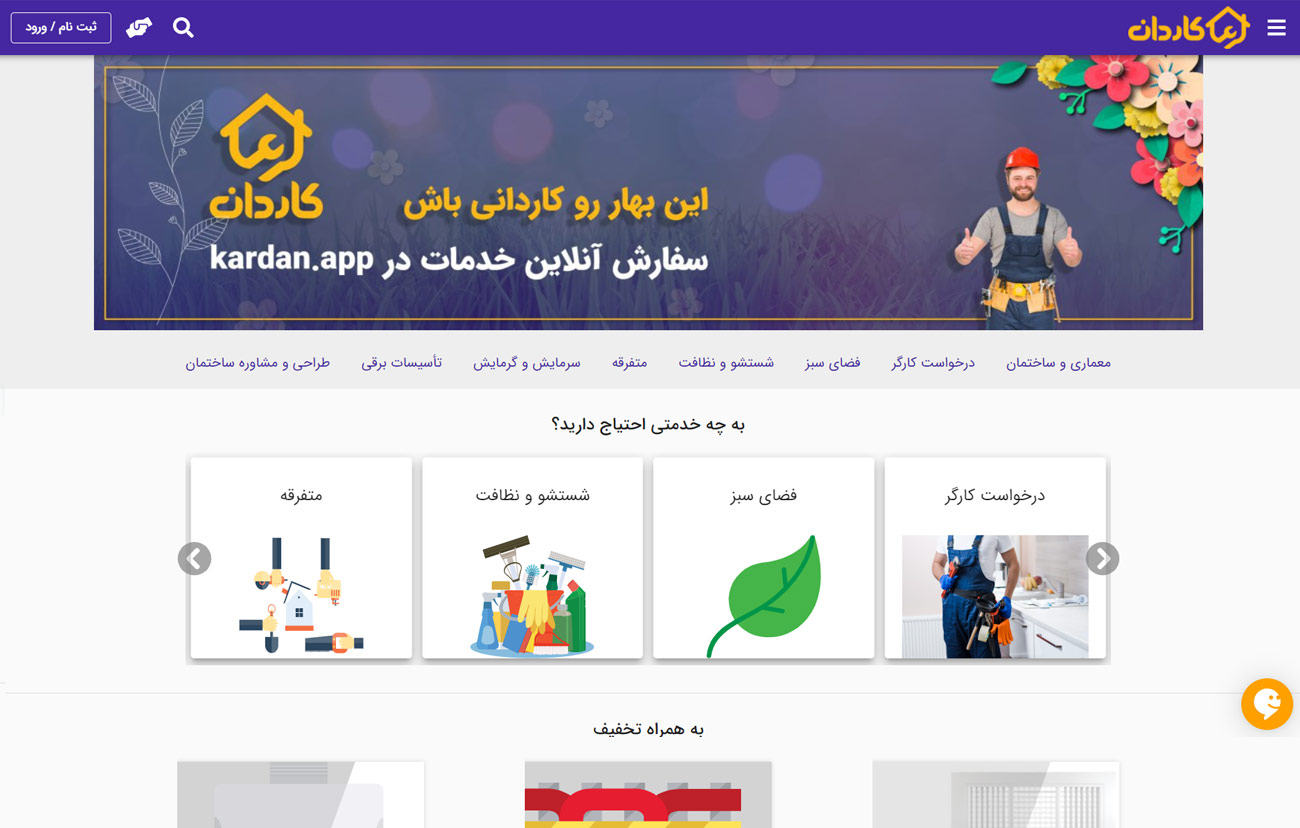 کاردان
ثبت نام / ورود
کاردان
این بهار رو کاردانی باش
سفارش آنلاین خدمات در kardan.app
معماری و ساختمان
درخواست کارگر
فضای سبز
شستشو و نظافت
متفرقه
سرمایش و گرمایش
تأسیسات برقی
طراحی و مشاوره ساختمان
به چه خدمتی احتیاج دارید؟
درخواست کارگر
فضای سبز
شستشو و نظافت
متفرقه
به همراه تخفیف